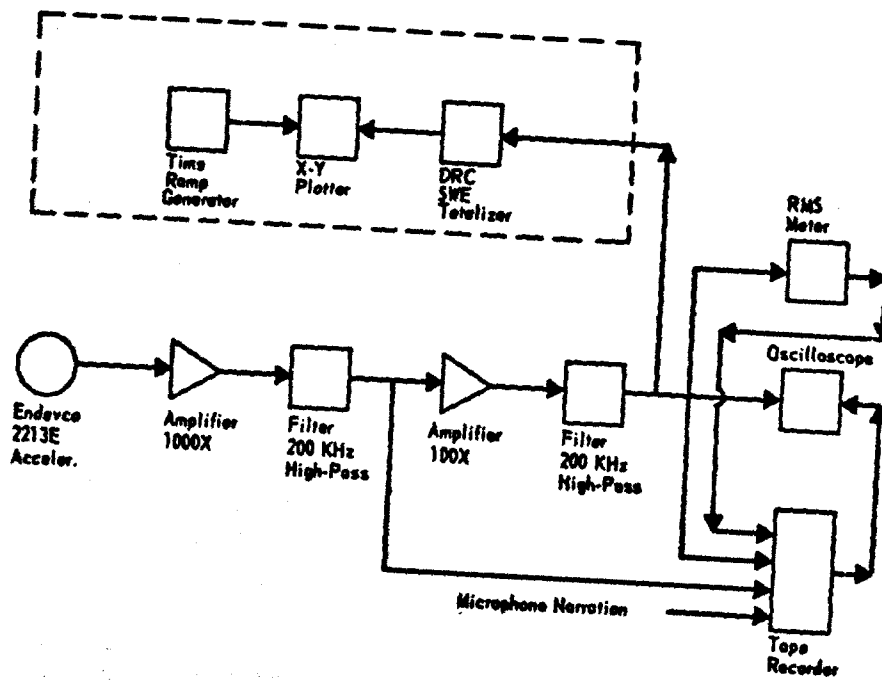 Time
Ramp
Generator
X-Y
Plotter
DRC
SWE
Totalizer
RMS
Meter
Oscilloscope
Endevco
2213E
Acceler.
Amplifier
1000X
Filter
200 KHz
High-Pass
Amplifier
100X
Filter
200 KHz
High-Pass
Microphone Narration
Tape
Recorder